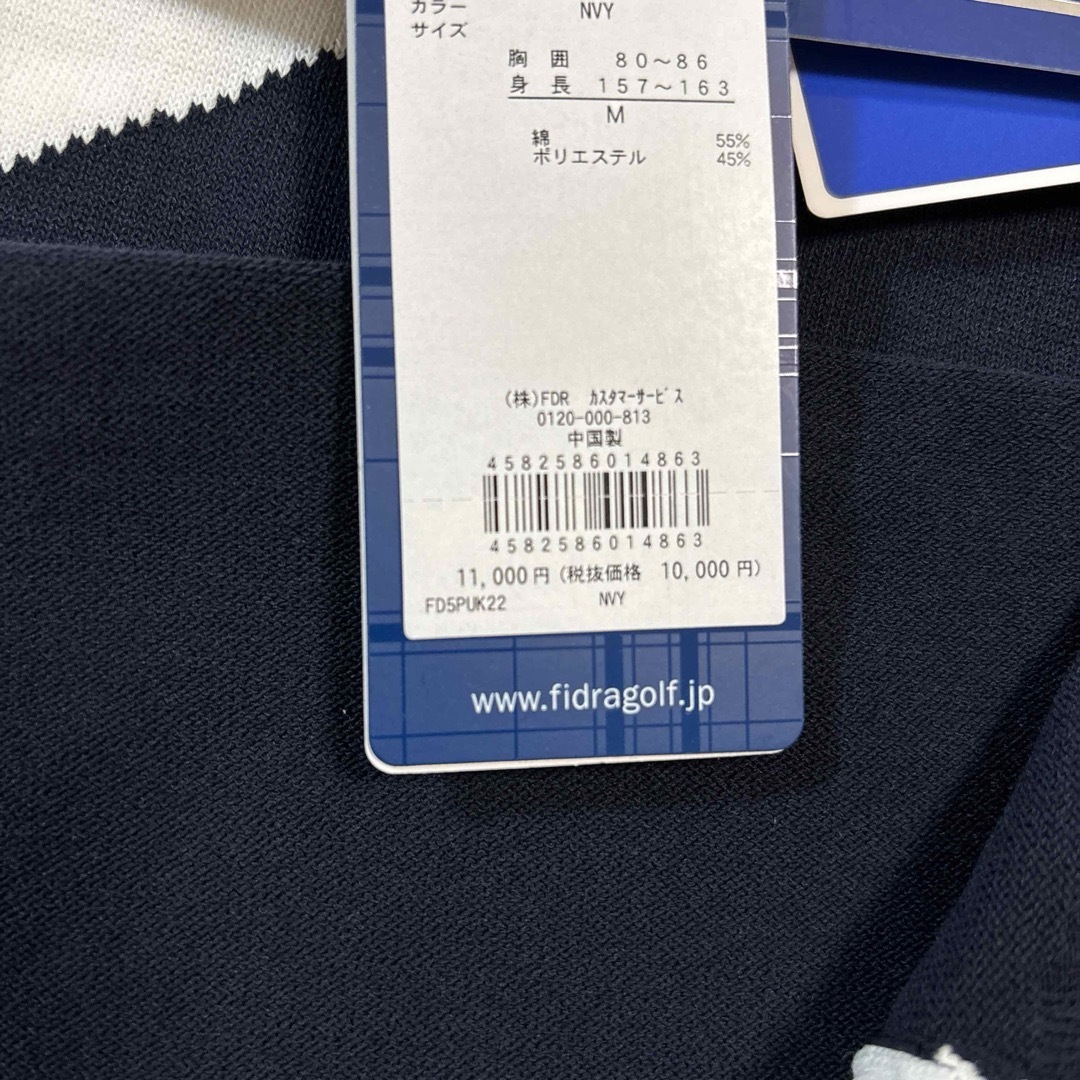 カラー NVY
サイズ
胸 囲 80〜86
身 長 157〜163
M
綿 55%
ポリエステル 45%
(株)FDR ｶｽﾀﾏｰｻｰﾋﾞｽ
0120-000-813
中国製
4582586014863
4582586014863
11,000円 (税抜価格 10,000円)
FD5PUK22 NVY
www.fidragolf.jp